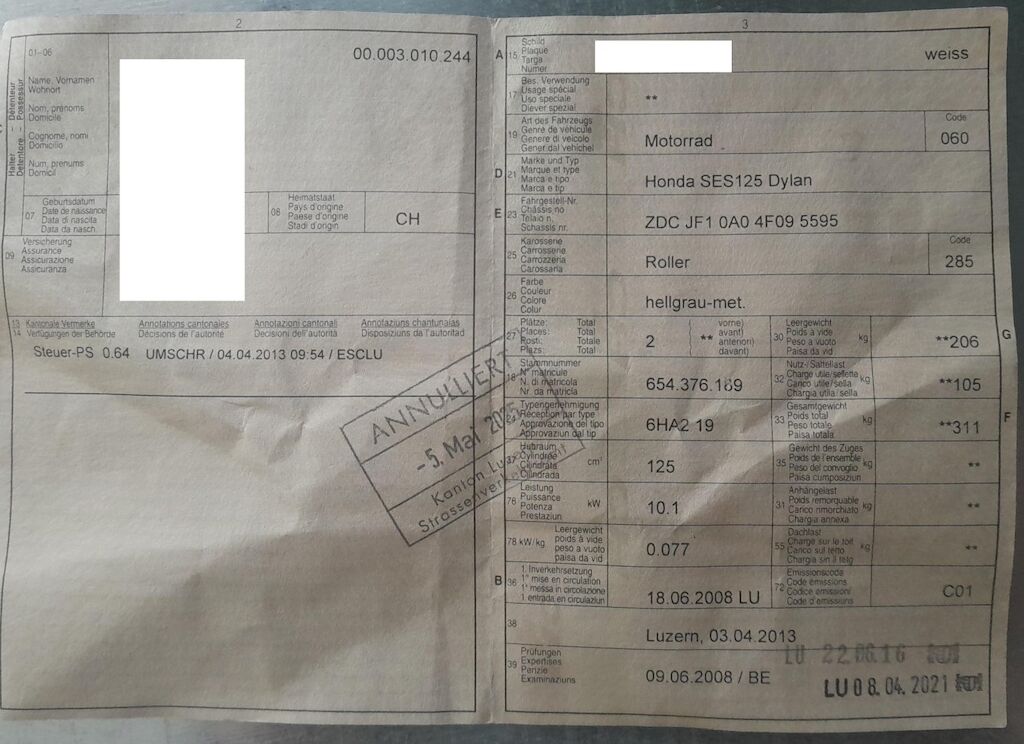 2
01-06
00.003.010.244
Halter – Détenteur
Detentore – Possessur
Name, Vornamen
Wohnort
Nom, prénoms
Domicile
Cognome, nomi
Domicilio
Num, prenums
Domicil
07
Geburtsdatum
Date de naissance
Data di nascita
Data da nasch.
08
Heimatstaat
Pays d'origine
Paese d'origine
Stadi d'origin
CH
09
Versicherung
Assurance
Assicurazione
Assicuranza
13 Kantonale Vermerke Annotations cantonales Annotazioni cantonali Annotaziuns chantunalas
14 Verfügungen der Behörde Décisions de l'autorité Decisioni dell'autorità Disposiziuns da l'autoritad
Steuer-PS 0.64 UMSCHR / 04.04.2013 09:54 / ESCLU
ANNULLIERT
-5. Mai
Kanton
3
A
15
Schild
Plaque
Targa
Numer
weiss
17
Bes. Verwendung
Usage spécial
Uso speciale
Diever spezial
**
19
Art des Fahrzeugs
Genre de véhicule
Genere di veicolo
Gener dal vehichel
Motorrad
Code
060
D
21
Marke und Typ
Marque et type
Marca e tipo
Marca e tip
Honda SES125 Dylan
E
23
Fahrgestell-Nr.
Châssis no
Telaio n.
Schassis nr.
ZDC JF1 0A0 4F09 5595
25
Karosserie
Carrosserie
Carrozzeria
Carossaria
Roller
Code
285
26
Farbe
Couleur
Colore
Colur
hellgrau-met.
27
Plätze: Total
Places: Total
Posti: Totale
Plazs: Total
2
**
vorne)
avant)
anteriori)
davant)
30
Leergewicht
Poids à vide
Peso a vuoto
Paisa da vid
kg
**206
G
18
Stammnummer
N° matricule
N. di matricola
Nr. da matricla
654.376.169
32
Nutz-/Sattellast
Charge utile/sellette
Carico utile/sella
Chargia utila/sella
kg
**105
24
Typengenehmigung
Réception par type
Approvazione del tipo
Approvaziun dal tip
6HA2 19
33
Gesamtgewicht
Poids total
Peso totale
Paisa totala
kg
**311
F
Hubraum
Cylindrée
Cilindrata
Cilindrada
cm³
125
35
Gewicht des Zuges
Poids de l'ensemble
Peso del convoglio
Paisa cumposiziun
kg
**
76
Leistung
Puissance
Potenza
Prestaziun
kW
10.1
31
Anhängelast
Poids remorquable
Carico rimorchiato
Chargia annexa
kg
**
78 kW/kg
Leergewicht
poids à vide
peso a vuoto
paisa da vid
0.077
55
Dachlast
Charge sur le toit
Carico sul tetto
Chargia sin il tetg
kg
**
B
36
1. Inverkehrsetzung
1re mise en circulation
1a messa in circolazione
1. entrada en circulaziun
18.06.2008 LU
72
Emissionscode
Code émissions
Codice emissioni
Code d'emissiuns
C01
38
Luzern, 03.04.2013
39
Prüfungen
Expertises
Perizie
Examinaziuns
09.06.2008 / BE
LU 22.06.16
LU 08.04.2021